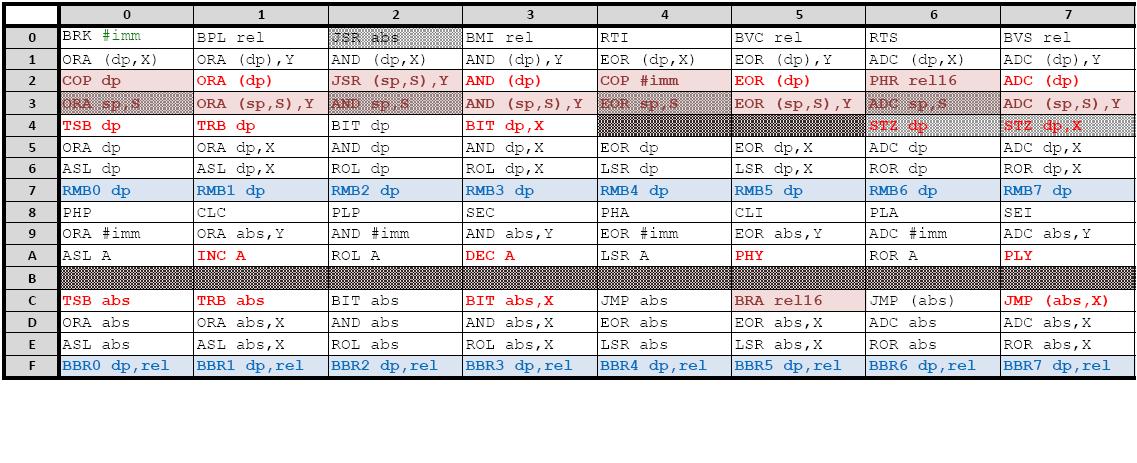 0 1 2 3 4 5 6 7
0 BRK #imm BPL rel JSR abs BMI rel RTI BVC rel RTS BVS rel
1 ORA (dp,X) ORA (dp),Y AND (dp,X) AND (dp),Y EOR (dp,X) EOR (dp),Y ADC (dp,X) ADC (dp),Y
2 COP dp ORA (dp) JSR (sp,S),Y AND (dp) COP #imm EOR (dp) PHR rel16 ADC (dp)
3 ORA sp,S ORA (sp,S),Y AND sp,S AND (sp,S),Y EOR sp,S EOR (sp,S),Y ADC sp,S ADC (sp,S),Y
4 TSB dp TRB dp BIT dp BIT dp,X STZ dp STZ dp,X
5 ORA dp ORA dp,X AND dp AND dp,X EOR dp EOR dp,X ADC dp ADC dp,X
6 ASL dp ASL dp,X ROL dp ROL dp,X LSR dp LSR dp,X ROR dp ROR dp,X
7 RMB0 dp RMB1 dp RMB2 dp RMB3 dp RMB4 dp RMB5 dp RMB6 dp RMB7 dp
8 PHP CLC PLP SEC PHA CLI PLA SEI
9 ORA #imm ORA abs,Y AND #imm AND abs,Y EOR #imm EOR abs,Y ADC #imm ADC abs,Y
A ASL A INC A ROL A DEC A LSR A PHY ROR A PLY
B
C TSB abs TRB abs BIT abs BIT abs,X JMP abs BRA rel16 JMP (abs) JMP (abs,X)
D ORA abs ORA abs,X AND abs AND abs,X EOR abs EOR abs,X ADC abs ADC abs,X
E ASL abs ASL abs,X ROL abs ROL abs,X LSR abs LSR abs,X ROR abs ROR abs,X
F BBR0 dp,rel BBR1 dp,rel BBR2 dp,rel BBR3 dp,rel BBR4 dp,rel BBR5 dp,rel BBR6 dp,rel BBR7 dp,rel